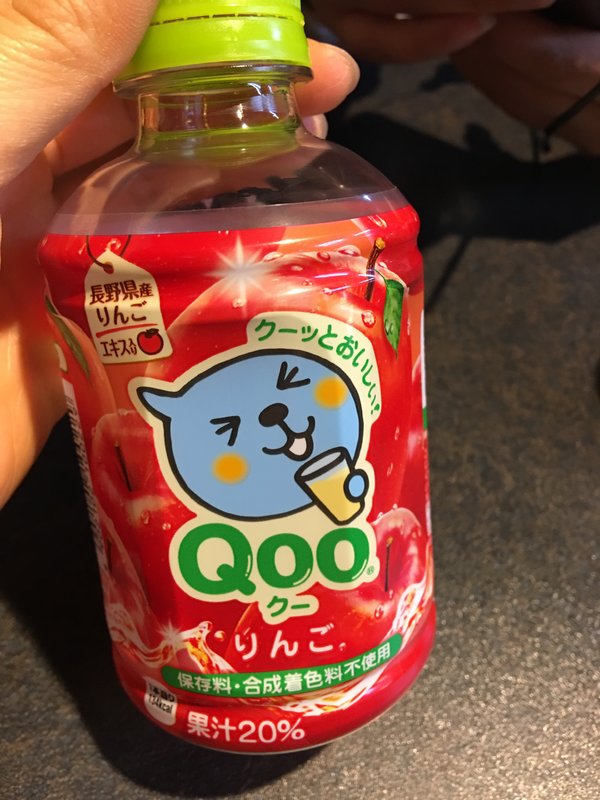 長野県産
りんご
エキス入り
クーッとおいしい!
Qoo®
クー
りんご
保存料・合成着色料不使用
果汁20%